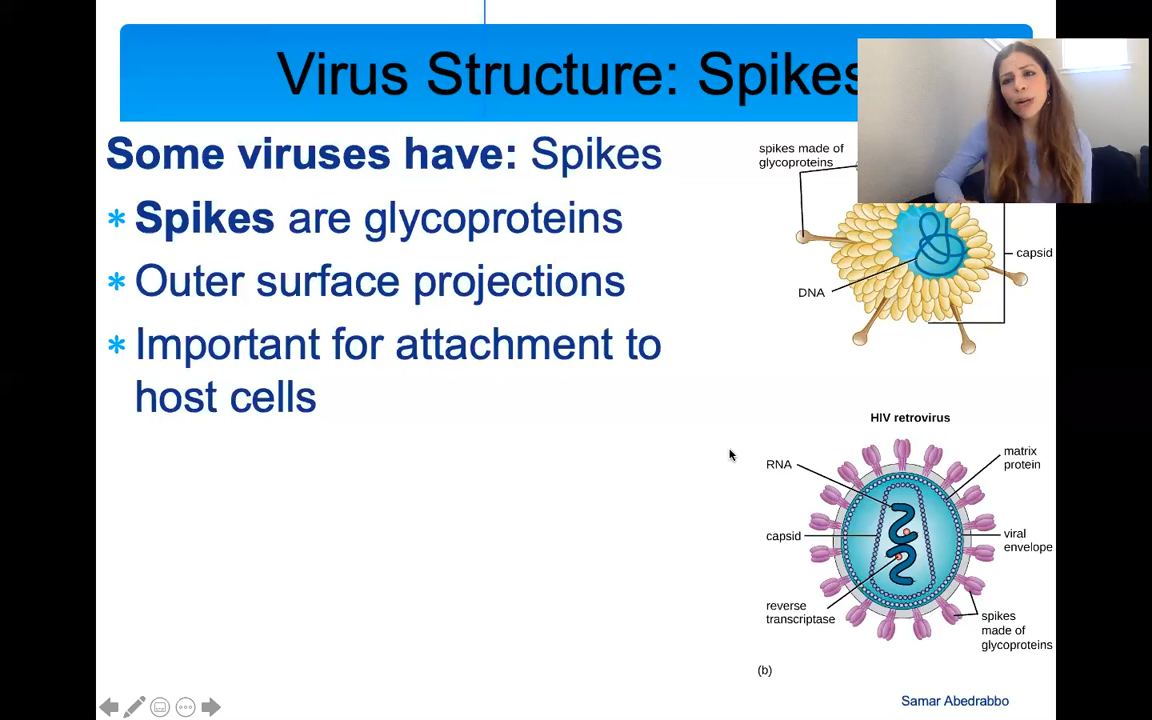 Virus Structure: Spikes
Some viruses have: Spikes
* Spikes are glycoproteins
* Outer surface projections
* Important for attachment to
host cells
spikes made of
glycoproteins
capsid
DNA
HIV retrovirus
RNA
matrix
protein
capsid
viral
envelope
reverse
transcriptase
spikes
made of
glycoproteins
(b)
Samar Abedrabbo